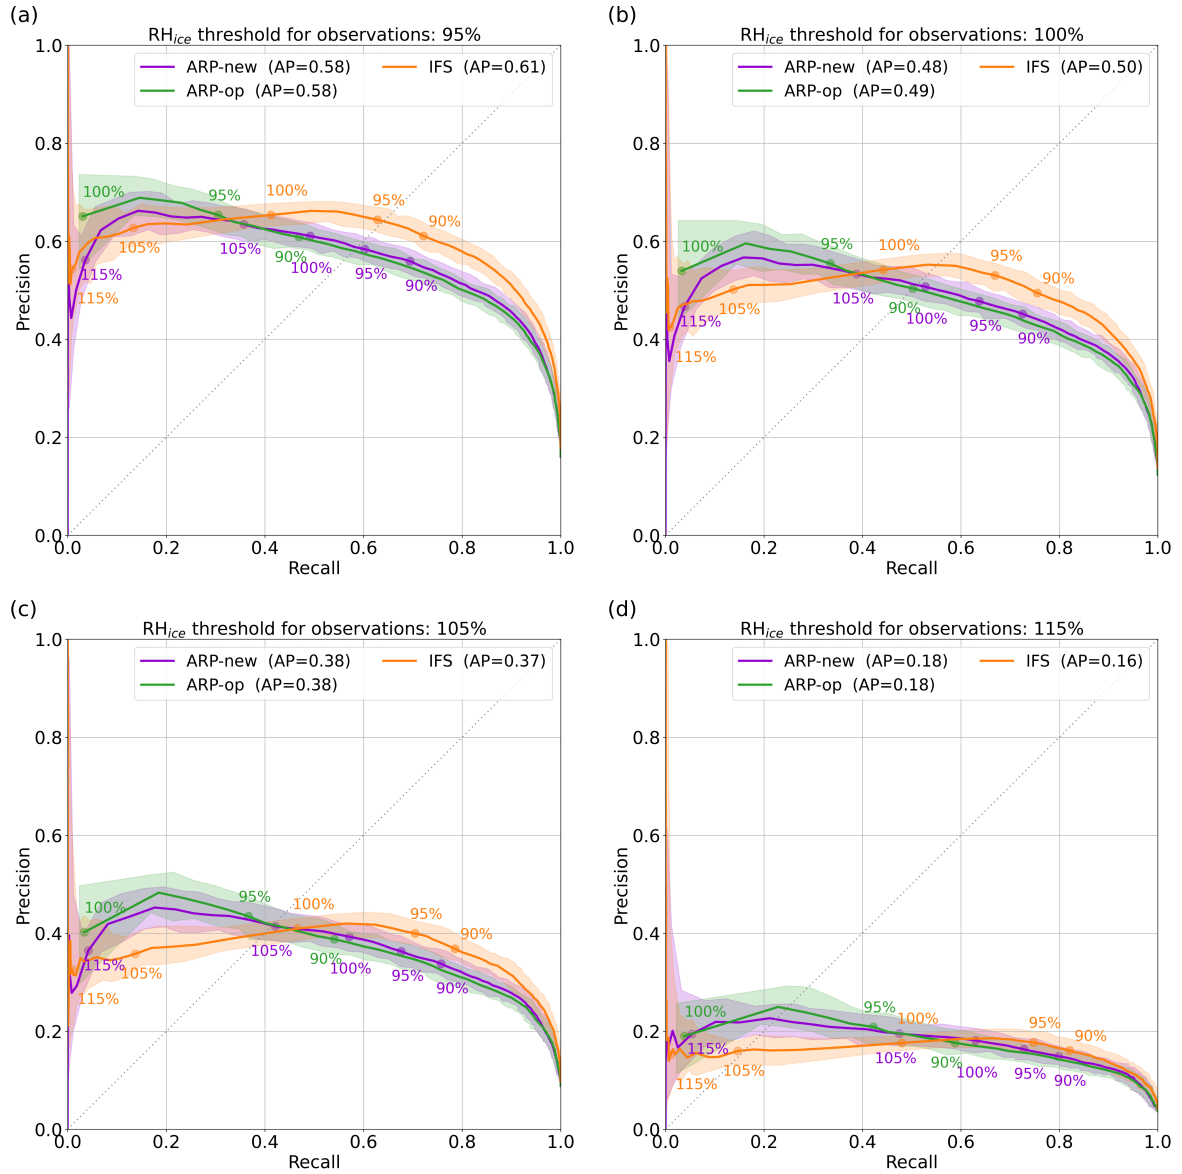 (a)
RHice threshold for observations: 95%
ARP-new (AP=0.58)
IFS (AP=0.61)
ARP-op (AP=0.58)
Precision
1.0
0.8
0.6
0.4
0.2
0.0
100%
95%
100%
95%
90%
105%
105%
90%
100%
95%
90%
115%
115%
0.0 0.2 0.4 0.6 0.8 1.0
Recall
(b)
RHice threshold for observations: 100%
ARP-new (AP=0.48)
IFS (AP=0.50)
ARP-op (AP=0.49)
Precision
1.0
0.8
0.6
0.4
0.2
0.0
100%
95%
100%
95%
90%
105%
105%
90%
100%
95%
90%
115%
115%
0.0 0.2 0.4 0.6 0.8 1.0
Recall
(c)
RHice threshold for observations: 105%
ARP-new (AP=0.38)
IFS (AP=0.37)
ARP-op (AP=0.38)
Precision
1.0
0.8
0.6
0.4
0.2
0.0
100%
95%
100%
95%
90%
105%
105%
90%
100%
95%
90%
115%
115%
0.0 0.2 0.4 0.6 0.8 1.0
Recall
(d)
RHice threshold for observations: 115%
ARP-new (AP=0.18)
IFS (AP=0.16)
ARP-op (AP=0.18)
Precision
1.0
0.8
0.6
0.4
0.2
0.0
100%
95%
100%
95%
90%
115%
105%
105%
90%
100%
95%
90%
115%
0.0 0.2 0.4 0.6 0.8 1.0
Recall